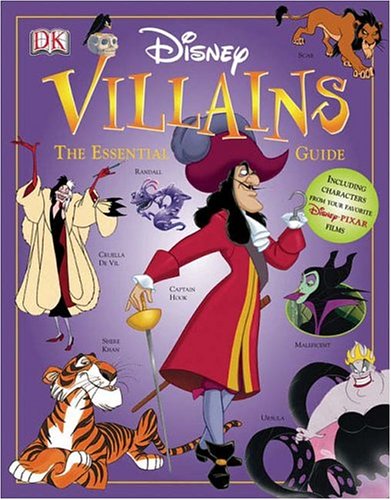 DK
Disney
Scar
VILLAINS
The Essential
Guide
Randall
Including
characters
from your favorite
Disney·PIXAR
films
Cruella
De Vil
Captain
Hook
Shere
Khan
Maleficent
Ursula